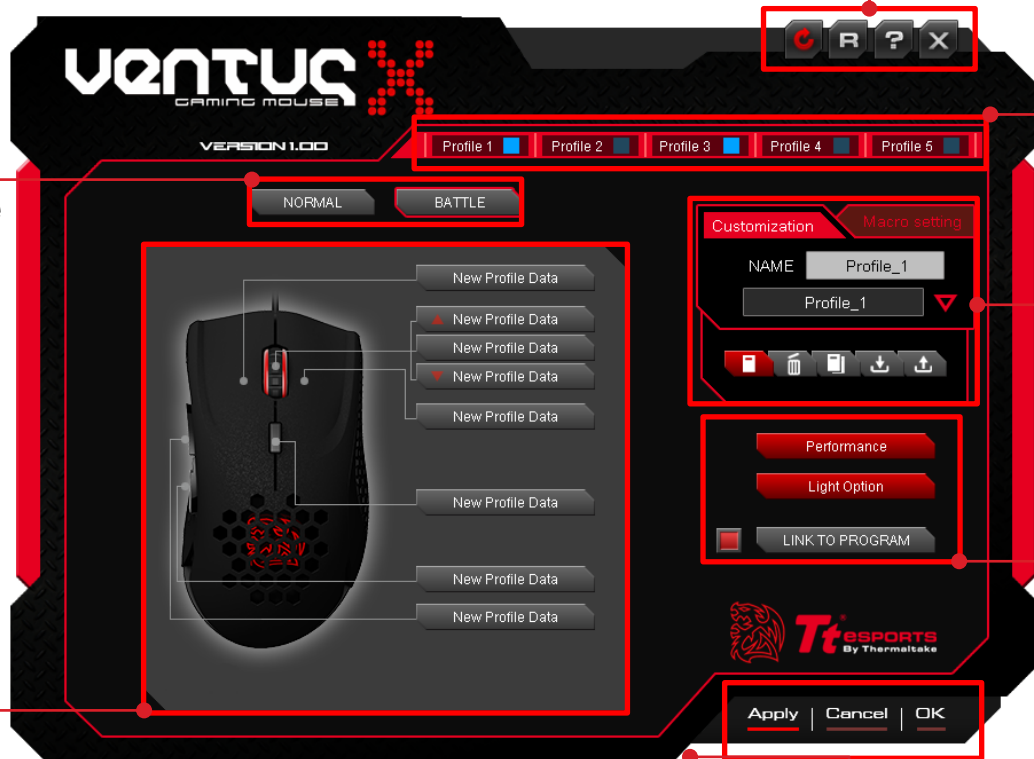 R ? X
VENTUS X
GAMING MOUSE
VERSION 1.00
Profile 1 Profile 2 Profile 3 Profile 4 Profile 5
NORMAL BATTLE
Customization Macro setting
NAME Profile_1
Profile_1
New Profile Data
New Profile Data
New Profile Data
New Profile Data
New Profile Data
New Profile Data
New Profile Data
New Profile Data
Performance
Light Option
LINK TO PROGRAM
Tt eSPORTS
By Thermaltake
Apply | Cancel | OK